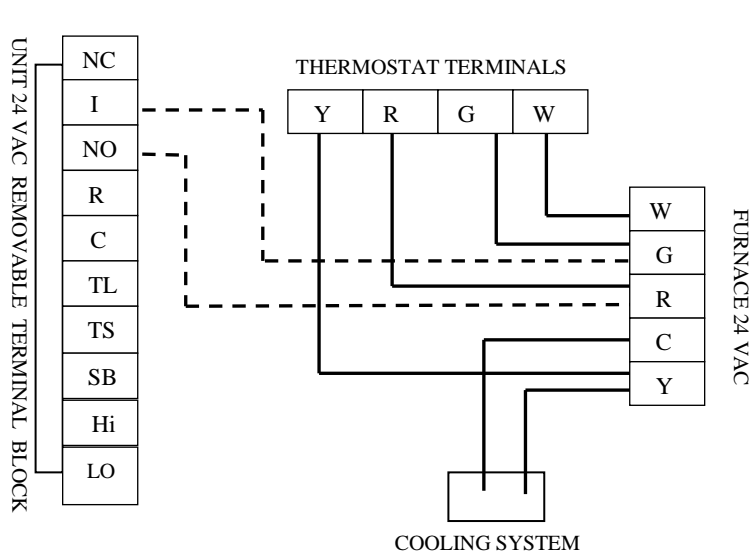 UNIT 24 VAC REMOVABLE TERMINAL BLOCK
NC
I
NO
R
C
TL
TS
SB
Hi
LO
THERMOSTAT TERMINALS
Y R G W
W
G
R
C
Y
FURNACE 24 VAC
COOLING SYSTEM